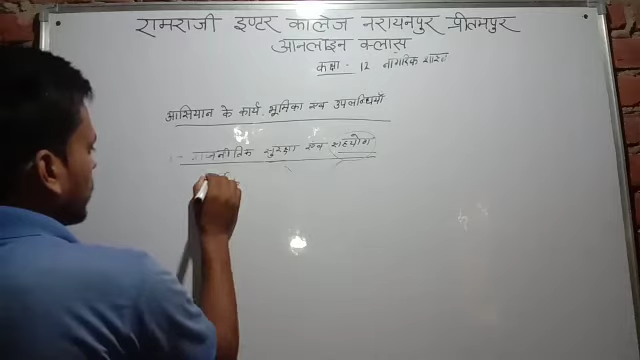 रामराजी इण्टर कालेज नरायनपुर प्रीतमपुर
आनलाइन क्लास
कक्षा - 12 नागरिक शास्त्र
आसियान के कार्य, भूमिका एवं उपलब्धियाँ
राजनीतिक सुरक्षा एवं सहयोग